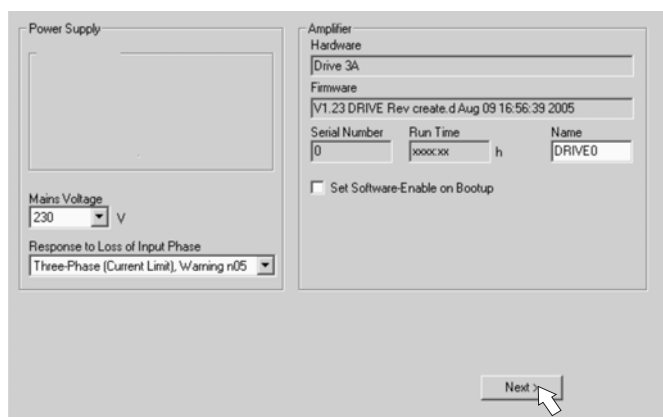 Power Supply
Mains Voltage
230 V
Response to Loss of Input Phase
Three-Phase (Current Limit), Warning n05
Amplifier
Hardware
Drive 3A
Firmware
V1.23 DRIVE Rev create.d Aug 09 16:56:39 2005
Serial Number Run Time Name
0 xxxx:xx h DRIVE0
Set Software-Enable on Bootup
Next >